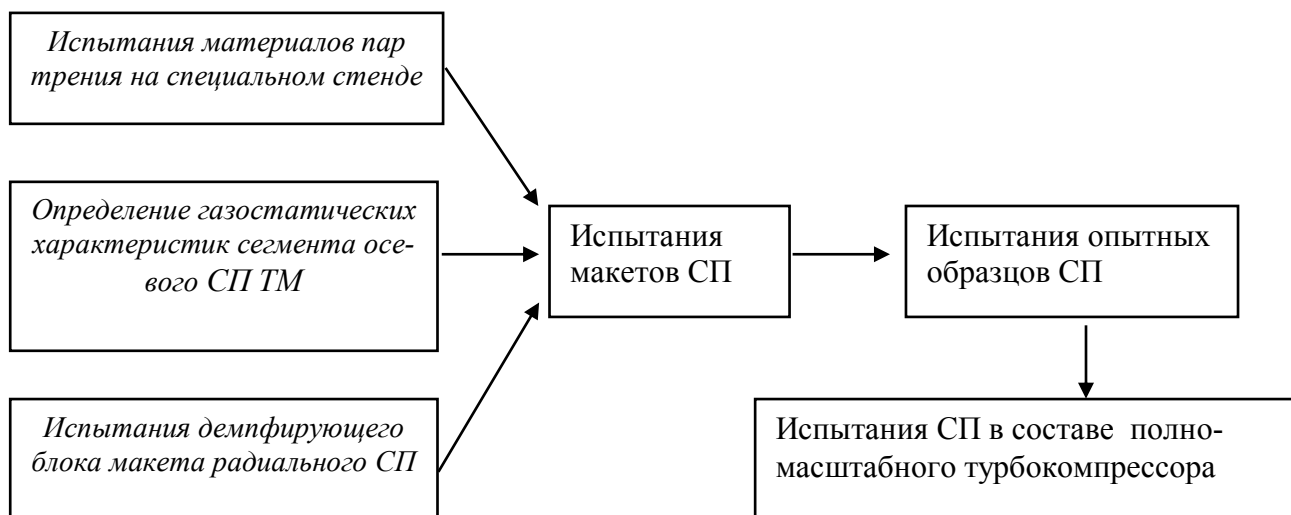 Испытания материалов пар
трения на специальном стенде
Определение газостатических
характеристик сегмента осе-
вого СП ТМ
Испытания демпфирующего
блока макета радиального СП
Испытания
макетов СП
Испытания опытных
образцов СП
Испытания СП в составе полно-
масштабного турбокомпрессора